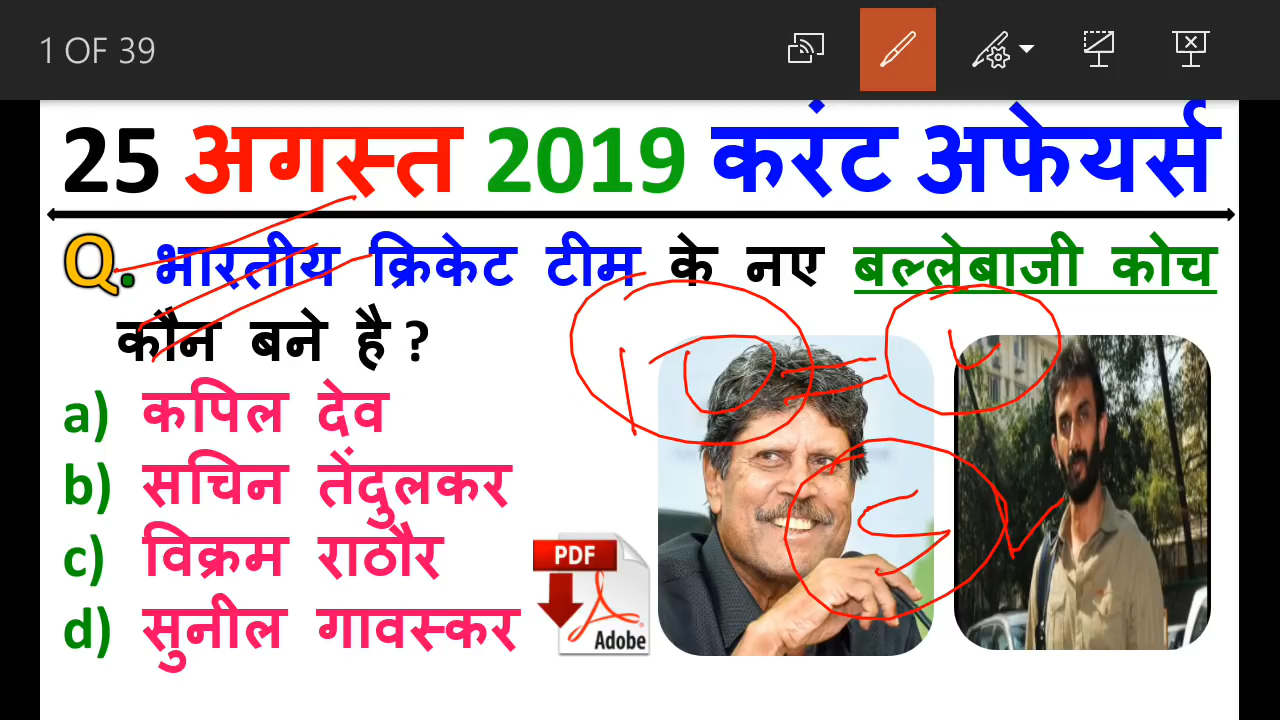 1 OF 39
25 अगस्त 2019 करंट अफेयर्स
Q. भारतीय क्रिकेट टीम के नए बल्लेबाजी कोच
कौन बने है ?
a) कपिल देव
b) सचिन तेंदुलकर
c) विक्रम राठौर
d) सुनील गावस्कर
PDF
Adobe